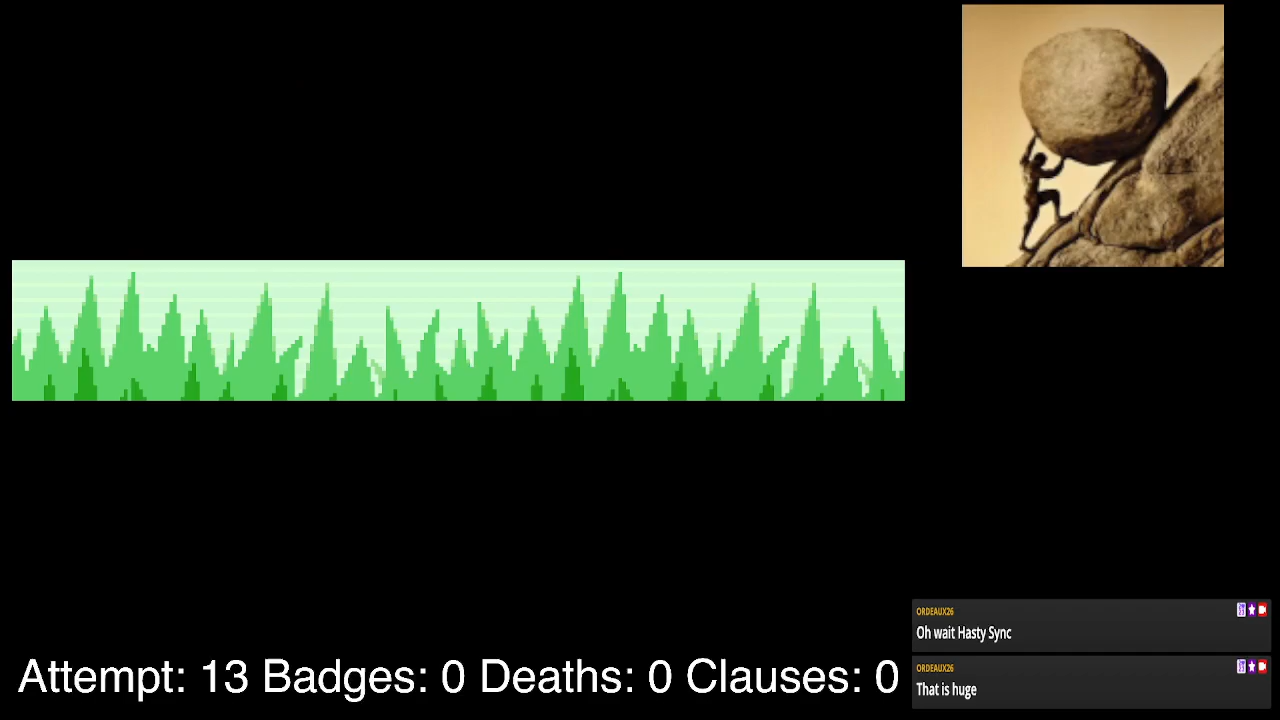 ORDEAUX26
Oh wait Hasty Sync
ORDEAUX26
That is huge
Attempt: 13 Badges: 0 Deaths: 0 Clauses: 0